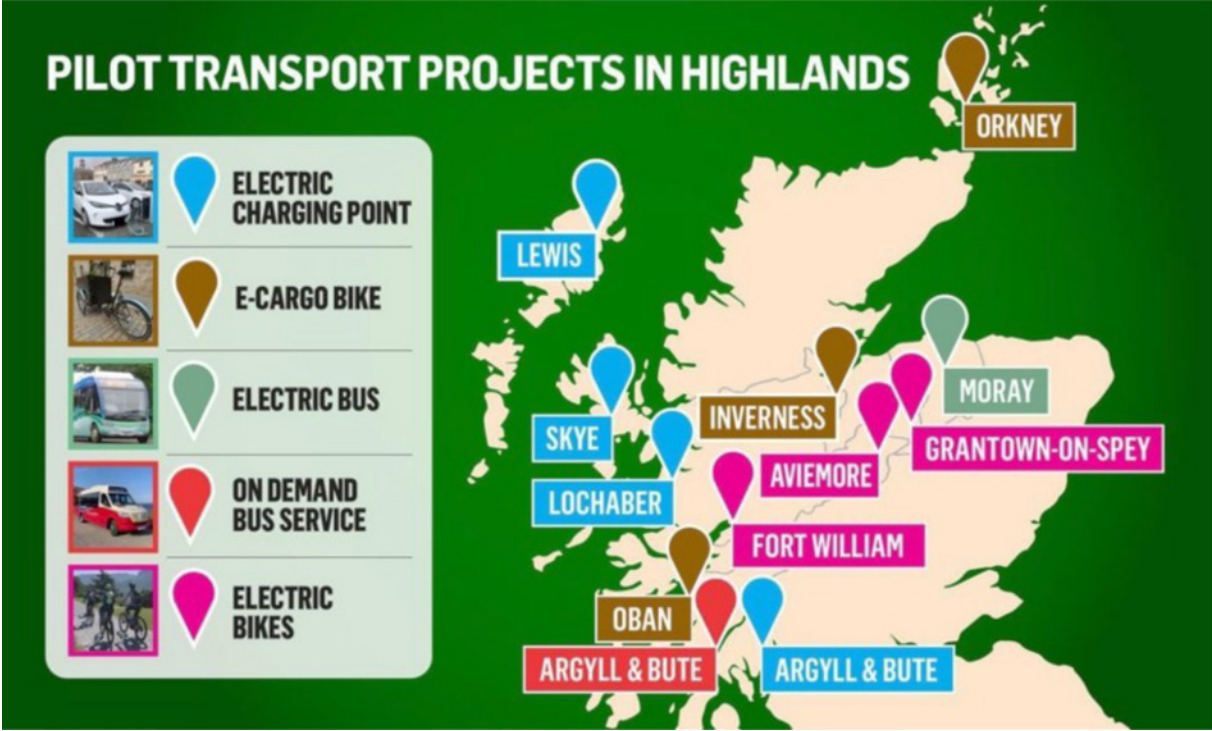 PILOT TRANSPORT PROJECTS IN HIGHLANDS
ELECTRIC
CHARGING POINT
E-CARGO BIKE
ELECTRIC BUS
ON DEMAND
BUS SERVICE
ELECTRIC
BIKES
ORKNEY
LEWIS
MORAY
INVERNESS
SKYE
GRANTOWN-ON-SPEY
AVIEMORE
LOCHABER
FORT WILLIAM
OBAN
ARGYLL & BUTE
ARGYLL & BUTE